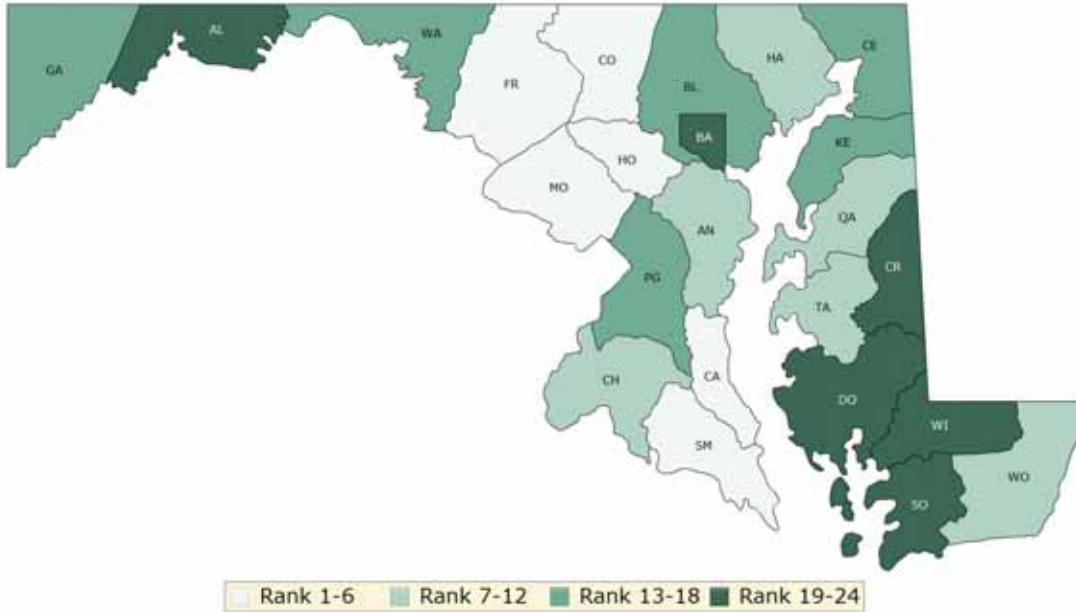 AL
WA
CO
CE
GA
HA
FR
BL
BA
KE
HO
MO
QA
AN
CR
PG
TA
CH
CA
DO
WI
SM
WO
SO
Rank 1-6 Rank 7-12 Rank 13-18 Rank 19-24